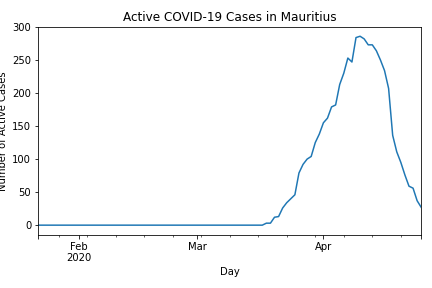 Active COVID-19 Cases in Mauritius
Number of Active Cases
300
250
200
150
100
50
0
Feb
2020
Mar
Apr
Day